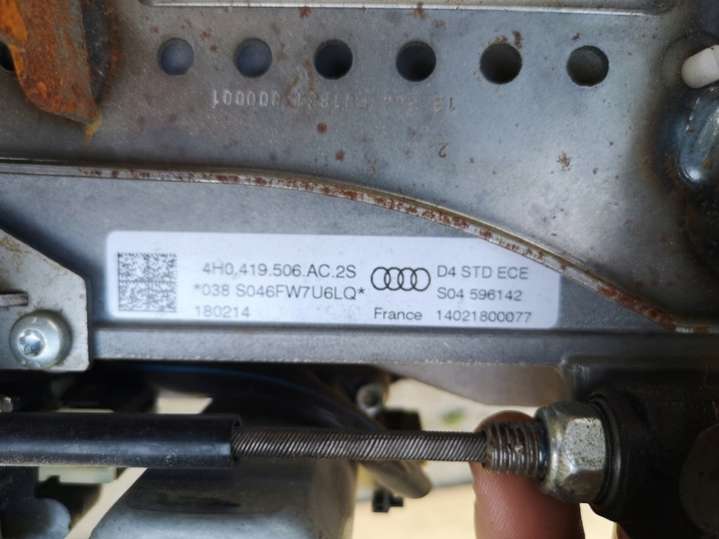 4H0.419.506.AC.2S
*038 S046FW7U6LQ*
180214
D4 STD ECE
S04 596142
France 14021800077